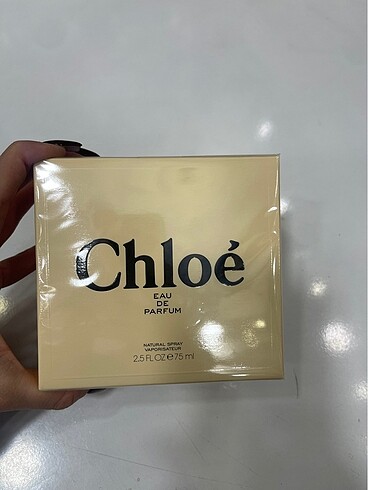 Chloé
EAU
DE
PARFUM
NATURAL SPRAY
VAPORISATEUR
2.5 FL OZ ℮ 75 ml